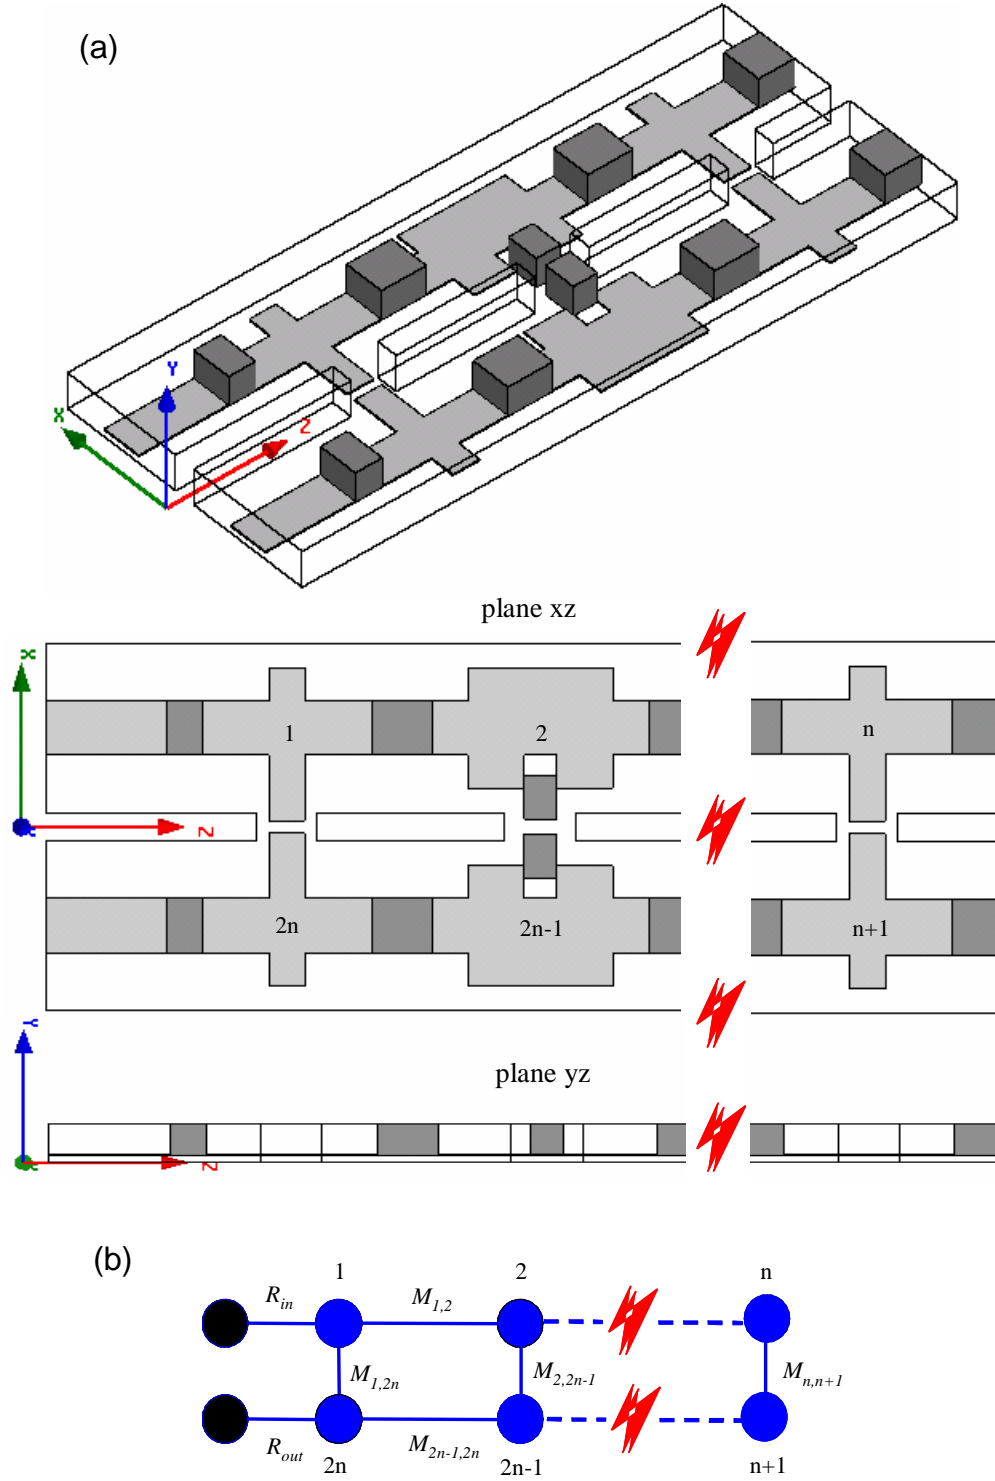 (a)
Y
X
Z
plane xz
X
1
2
n
Z
2n
2n-1
n+1
Y
plane yz
Z
(b)
1
2
n
R_in
M_1,2
M_1,2n
M_2,2n-1
M_n,n+1
R_out
M_2n-1,2n
2n
2n-1
n+1